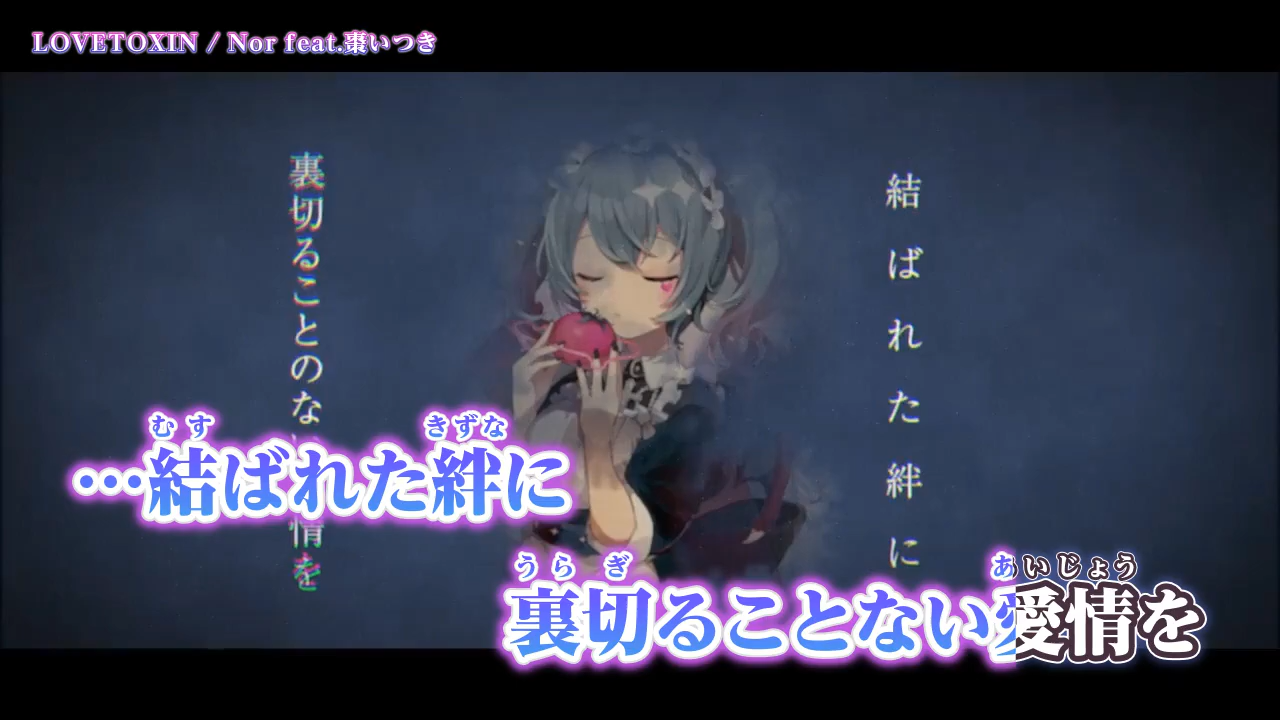 LOVETOXIN / Nor feat.棗いつき
結ばれた絆に
裏切ることのな
情を
むす きずな
…結ばれた絆に
うらぎ あいじょう
裏切ることない愛情を